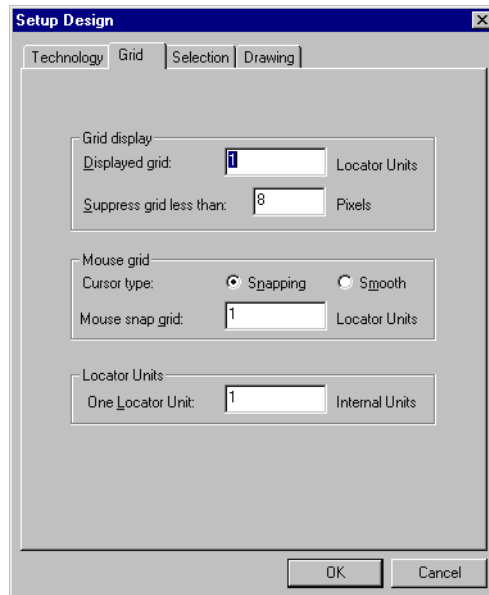 Setup Design
Technology Grid Selection Drawing
Grid display
Displayed grid: 1 Locator Units
Suppress grid less than: 8 Pixels
Mouse grid
Cursor type: Snapping Smooth
Mouse snap grid: 1 Locator Units
Locator Units
One Locator Unit: 1 Internal Units
OK Cancel